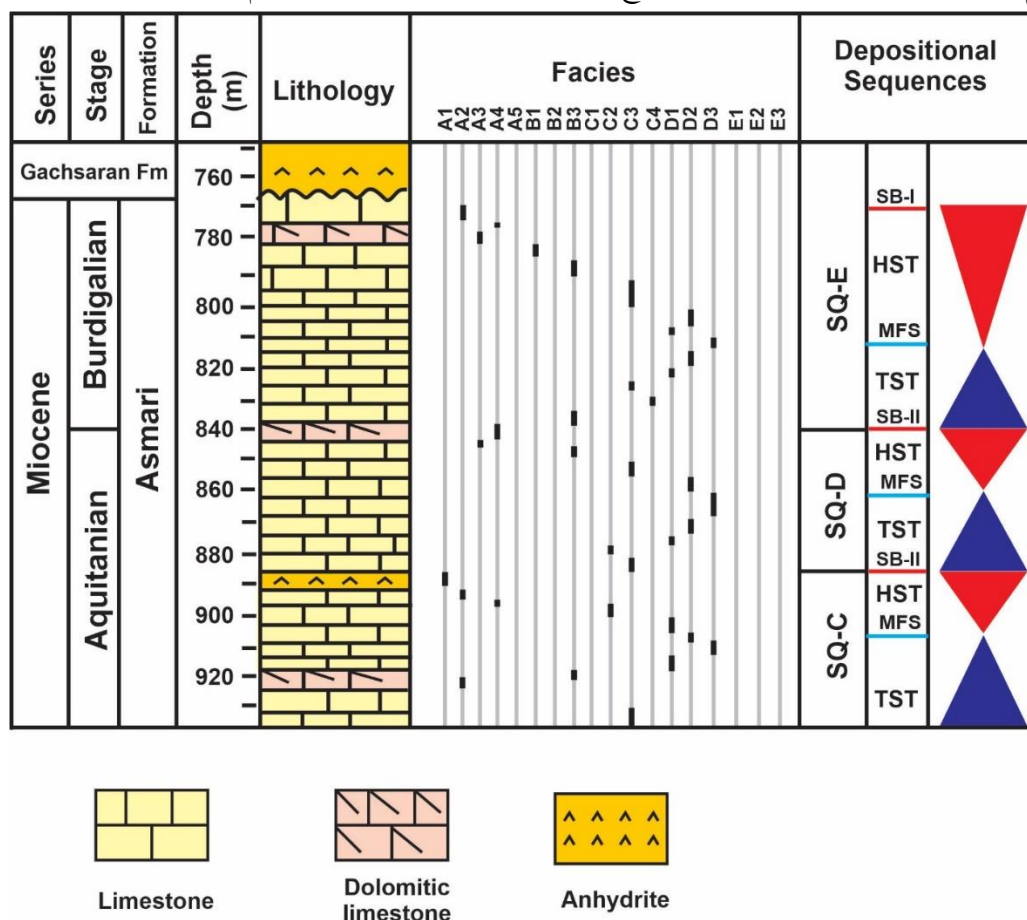 Series
Stage
Formation
Depth
(m)
Lithology
Facies
A1
A2
A3
A4
A5
B1
B2
B3
C1
C2
C3
C4
D1
D2
D3
E1
E2
E3
Depositional
Sequences
Gachsaran Fm
Miocene
Burdigalian
Aquitanian
Asmari
760
780
800
820
840
860
880
900
920
SQ-E
SB-I
HST
MFS
TST
SB-II
SQ-D
HST
MFS
TST
SB-II
SQ-C
HST
MFS
TST
Limestone
Dolomitic
limestone
Anhydrite